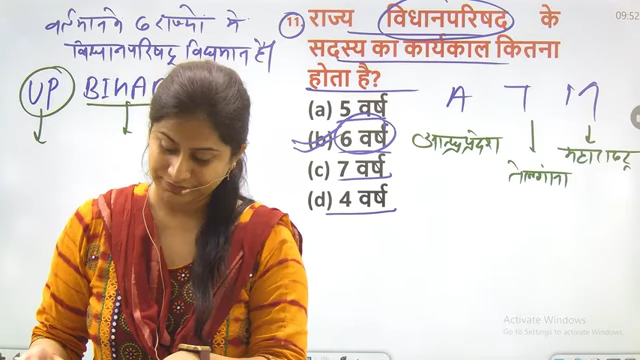 वर्तमान मे 6 राज्यो मे
विधानपरिषद् विद्यमान है।
UP BIHAR
11. राज्य विधानपरिषद के
सदस्य का कार्यकाल कितना
होता है?
(a) 5 वर्ष
(b) 6 वर्ष
(c) 7 वर्ष
(d) 4 वर्ष
A T M
आन्ध्रप्रदेश
तेलंगाना
महाराष्ट्र
09:52
Activate Windows
Go to Settings to activate Windows.